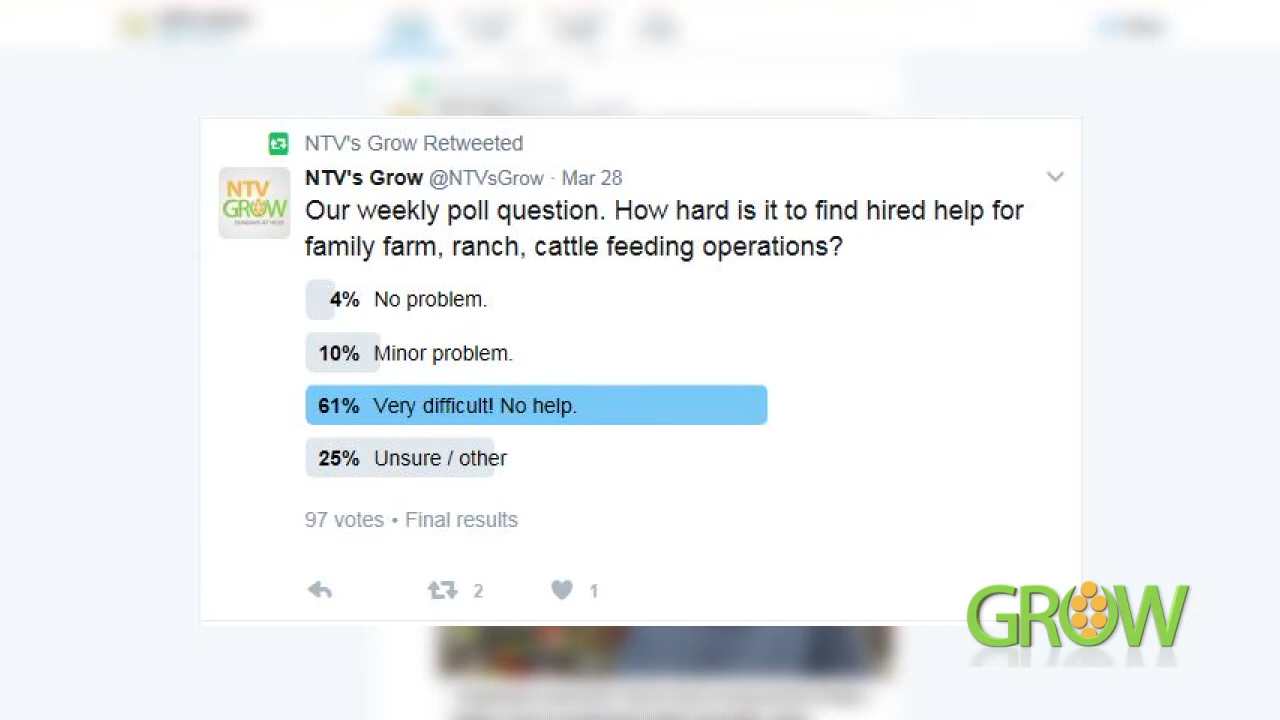 NTV's Grow Retweeted
NTV's Grow @NTVsGrow · Mar 28
NTV
GROW
Our weekly poll question. How hard is it to find hired help for
family farm, ranch, cattle feeding operations?
4% No problem.
10% Minor problem.
61% Very difficult! No help.
25% Unsure / other
97 votes • Final results
2
1
GROW